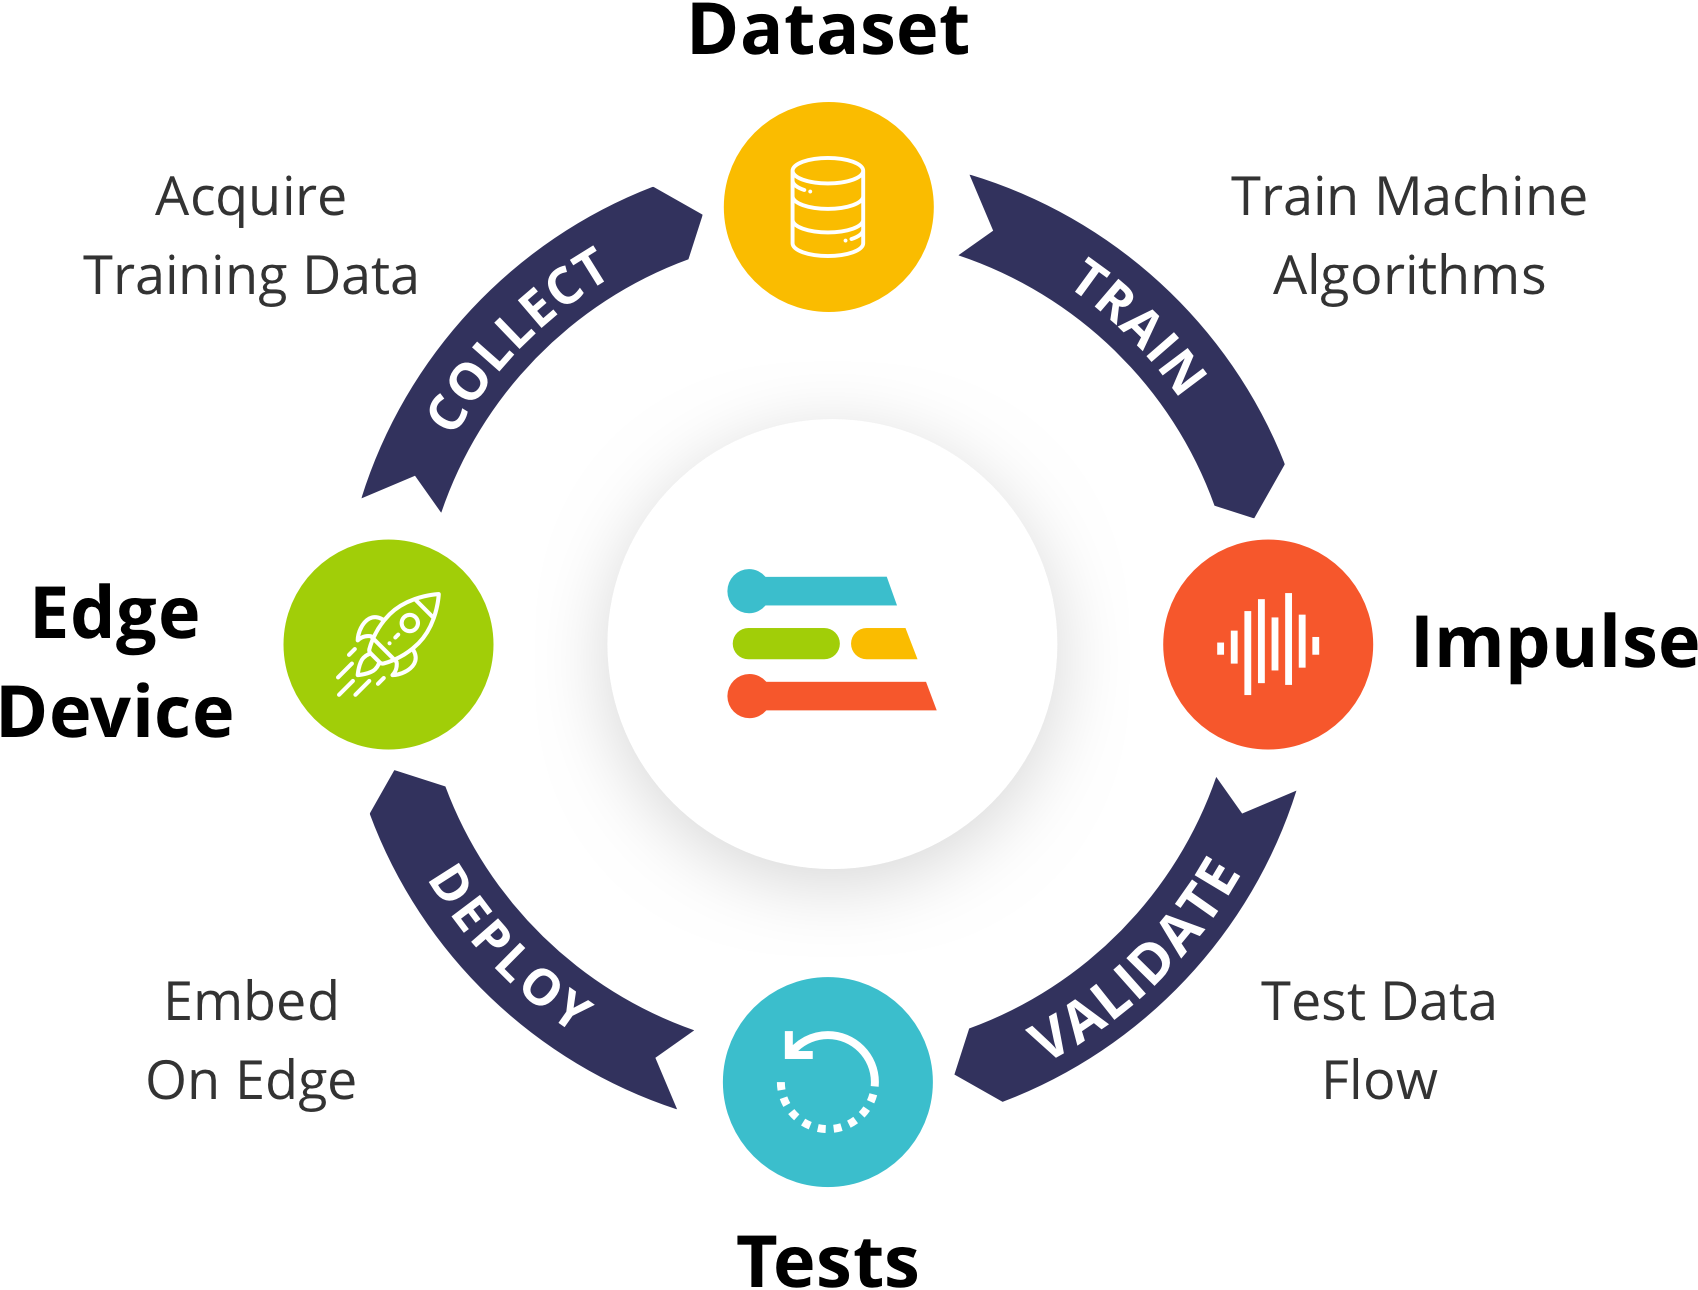 Dataset
Acquire
Training Data
COLLECT
TRAIN
Train Machine
Algorithms
Edge
Device
Impulse
DEPLOY
VALIDATE
Embed
On Edge
Test Data
Flow
Tests